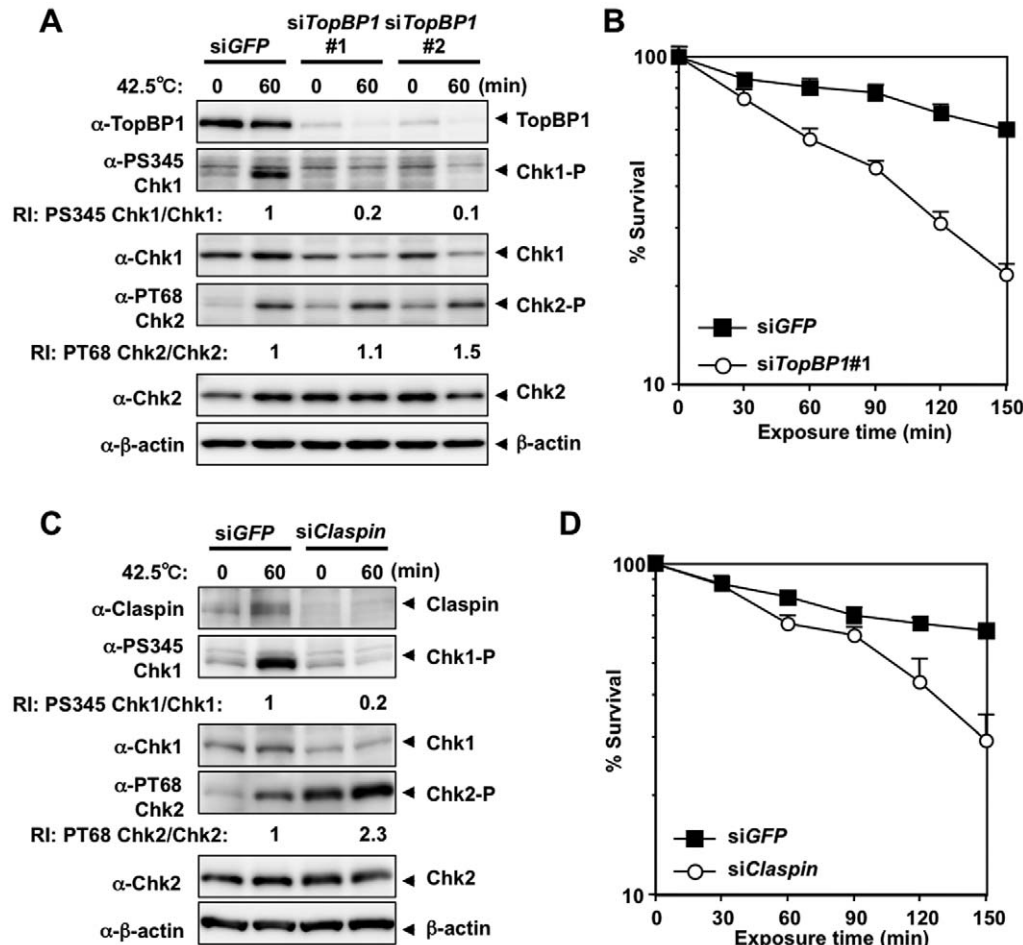 A
siGFP siTopBP1 #1 siTopBP1 #2
42.5°C: 0 60 0 60 0 60 (min)
α-TopBP1 TopBP1
α-PS345 Chk1 Chk1-P
RI: PS345 Chk1/Chk1: 1 0.2 0.1
α-Chk1 Chk1
α-PT68 Chk2 Chk2-P
RI: PT68 Chk2/Chk2: 1 1.1 1.5
α-Chk2 Chk2
α-β-actin β-actin
B
% Survival
100
10
siGFP
siTopBP1#1
0 30 60 90 120 150
Exposure time (min)
C
siGFP siClaspin
42.5°C: 0 60 0 60 (min)
α-Claspin Claspin
α-PS345 Chk1 Chk1-P
RI: PS345 Chk1/Chk1: 1 0.2
α-Chk1 Chk1
α-PT68 Chk2 Chk2-P
RI: PT68 Chk2/Chk2: 1 2.3
α-Chk2 Chk2
α-β-actin β-actin
D
% Survival
100
10
siGFP
siClaspin
0 30 60 90 120 150
Exposure time (min)